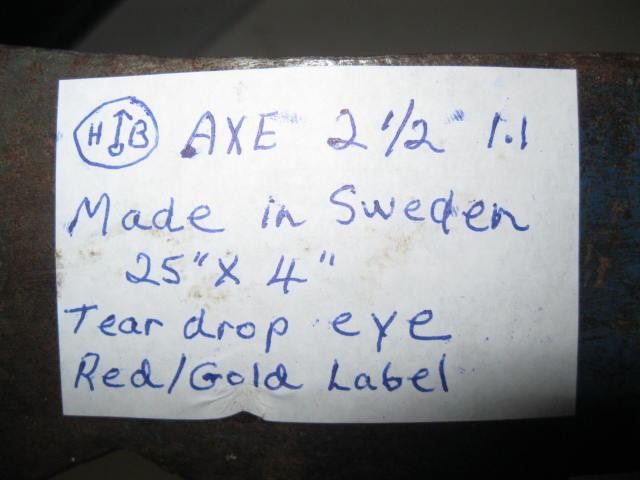 H B AXE 2 1/2 1.1
Made in Sweden
25" X 4"
Tear drop eye
Red/Gold Label